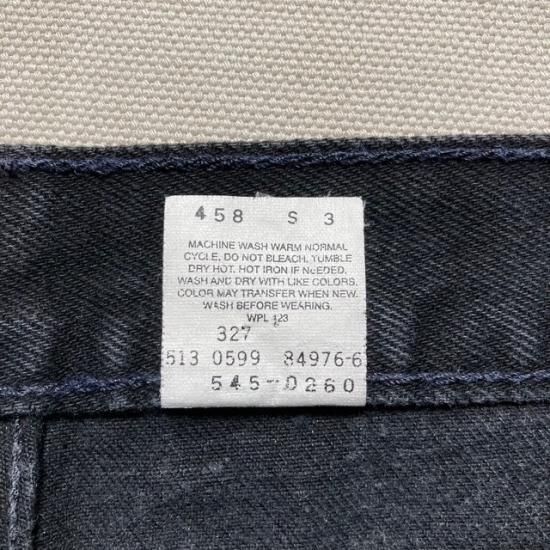 458 S 3
MACHINE WASH WARM NORMAL
CYCLE. DO NOT BLEACH. TUMBLE
DRY HOT. HOT IRON IF NEEDED.
WASH AND DRY WITH LIKE COLORS.
COLOR MAY TRANSFER WHEN NEW.
WASH BEFORE WEARING.
WPL 423
327
513 0599 84976-6
545-0260